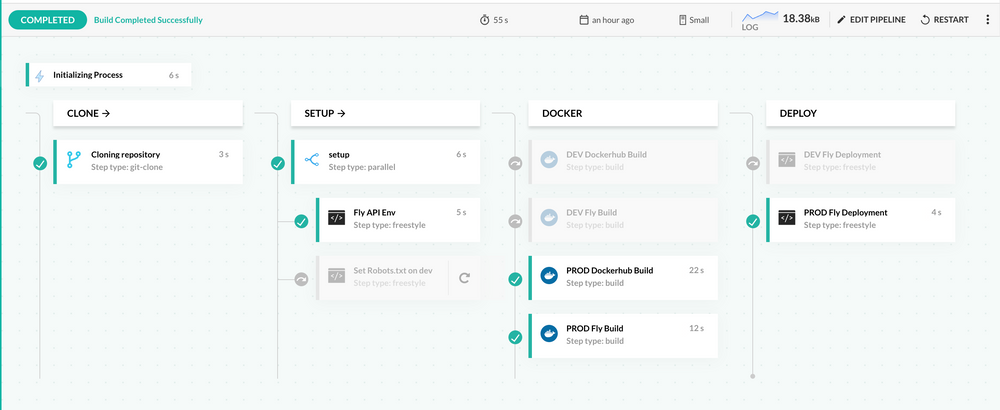 COMPLETED
Build Completed Successfully
55 s
an hour ago
Small
LOG
18.38kB
EDIT PIPELINE
RESTART
Initializing Process
6 s
CLONE →
Cloning repository
3 s
Step type: git-clone
SETUP →
setup
6 s
Step type: parallel
Fly API Env
5 s
Step type: freestyle
Set Robots.txt on dev
Step type: freestyle
DOCKER
DEV Dockerhub Build
Step type: build
DEV Fly Build
Step type: build
PROD Dockerhub Build
22 s
Step type: build
PROD Fly Build
12 s
Step type: build
DEPLOY
DEV Fly Deployment
Step type: freestyle
PROD Fly Deployment
4 s
Step type: freestyle